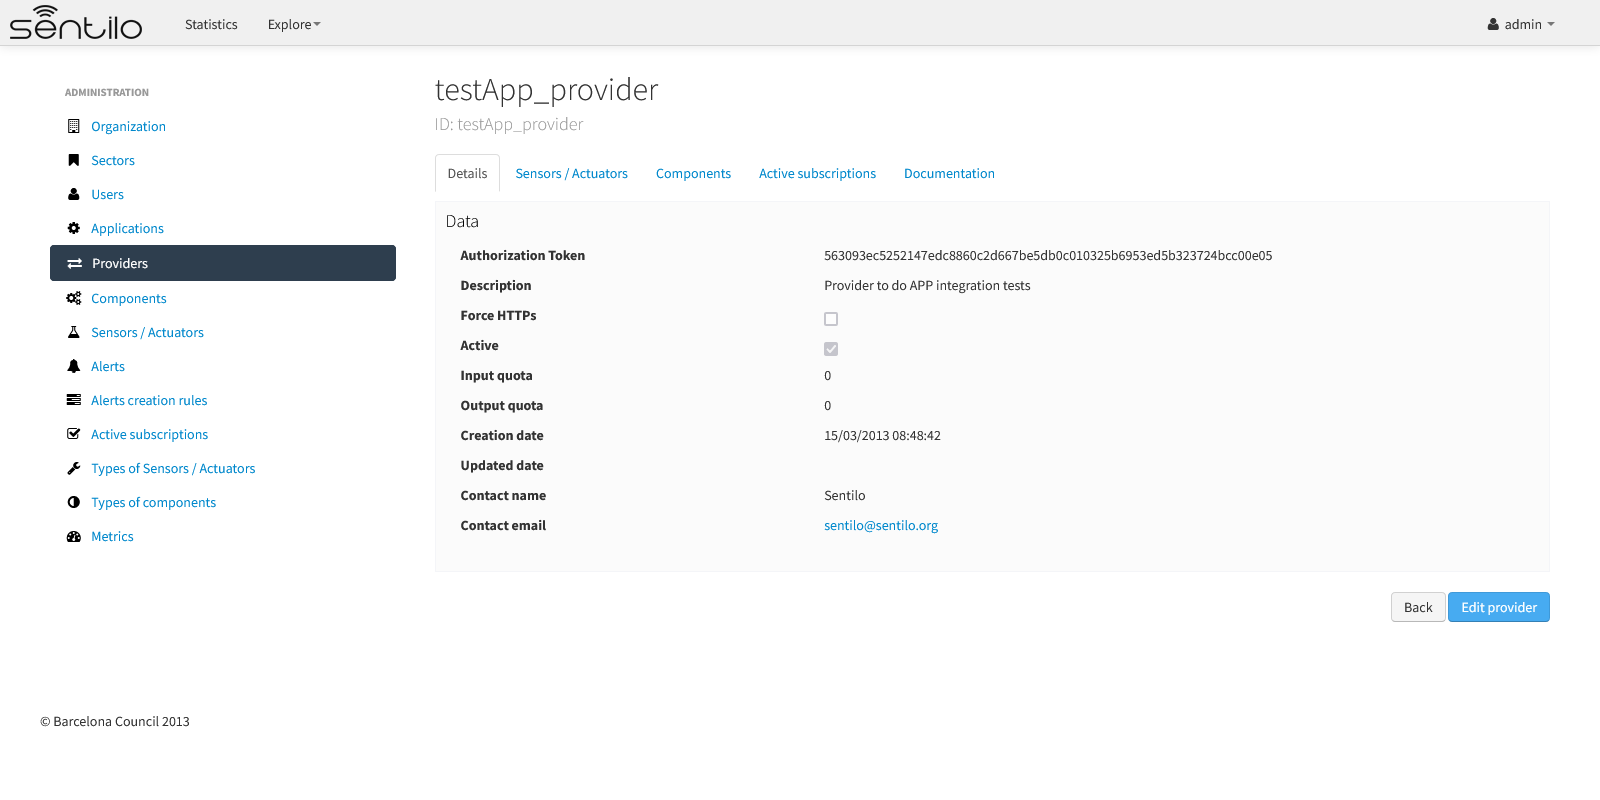 sentilo
Statistics
Explore
admin
ADMINISTRATION
Organization
Sectors
Users
Applications
Providers
Components
Sensors / Actuators
Alerts
Alerts creation rules
Active subscriptions
Types of Sensors / Actuators
Types of components
Metrics
testApp_provider
ID: testApp_provider
Details
Sensors / Actuators
Components
Active subscriptions
Documentation
Data
Authorization Token 563093ec5252147edc8860c2d667be5db0c010325b6953ed5b323724bcc00e05
Description Provider to do APP integration tests
Force HTTPs
Active
Input quota 0
Output quota 0
Creation date 15/03/2013 08:48:42
Updated date
Contact name Sentilo
Contact email sentilo@sentilo.org
Back
Edit provider
© Barcelona Council 2013